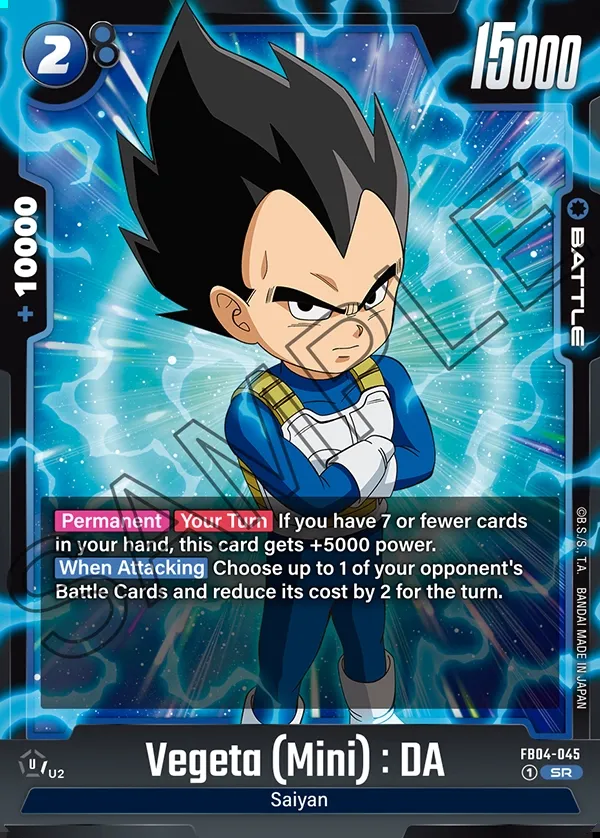 2
8
15000
+10000
BATTLE
SAMPLE
Permanent Your Turn If you have 7 or fewer cards
in your hand, this card gets +5000 power.
When Attacking Choose up to 1 of your opponent's
Battle Cards and reduce its cost by 2 for the turn.
©B.S./S., T.A. BANDAI MADE IN JAPAN
U/U2
Vegeta (Mini) : DA
FB04-045
1 SR
Saiyan